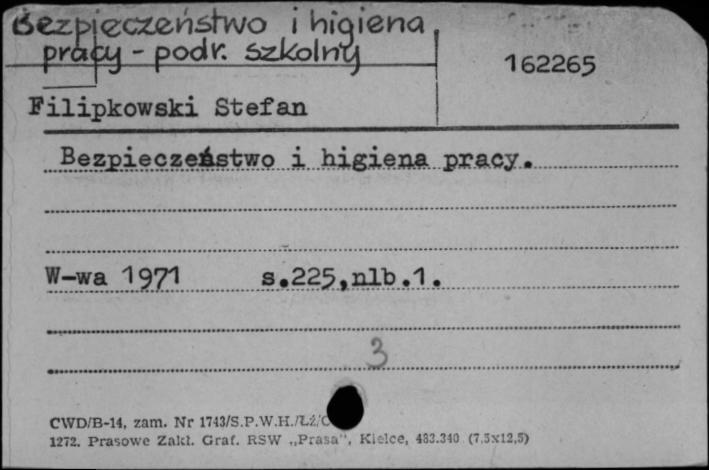 Bezpieczeństwo i higiena
pracy - podr. szkolny
162265
Filipkowski Stefan
Bezpieczeństwo i higiena pracy.
W-wa 1971 s.225,nlb.1.
3
CWD/B-14, zam. Nr 1743/S.P.W.H./Łź/C
1272. Prasowe Zakł. Graf. RSW „Prasa”, Kielce, 483.340 (7,5x12,5)